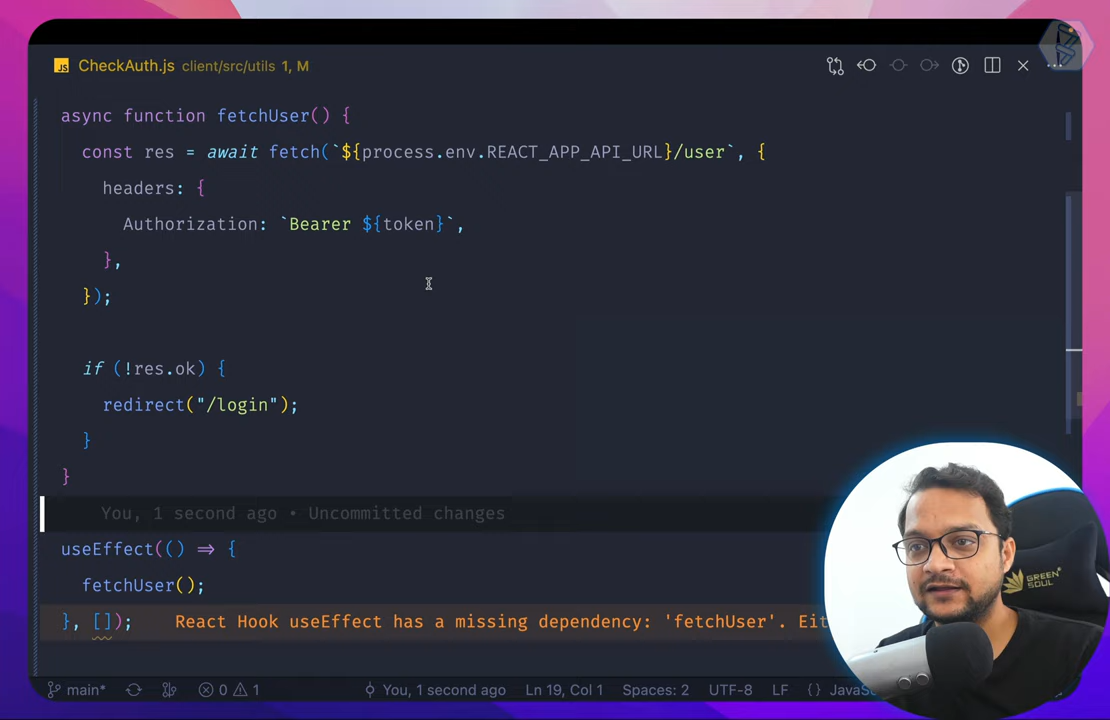 JS CheckAuth.js client/src/utils 1, M
async function fetchUser() {
const res = await fetch(`${process.env.REACT_APP_API_URL}/user`, {
headers: {
Authorization: `Bearer ${token}`,
},
});
if (!res.ok) {
redirect("/login");
}
}
You, 1 second ago • Uncommitted changes
useEffect(() => {
fetchUser();
}, []); React Hook useEffect has a missing dependency: 'fetchUser'. Eit
GREEN
SOUL
main* 0 1 You, 1 second ago Ln 19, Col 1 Spaces: 2 UTF-8 LF {} JavaS